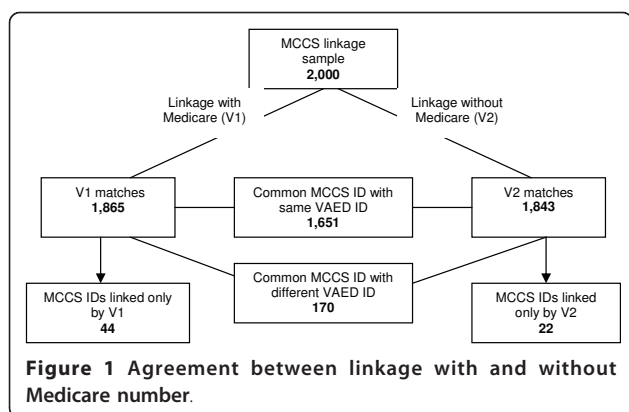 MCCS linkage
sample
2,000
Linkage with
Medicare (V1)
Linkage without
Medicare (V2)
V1 matches
1,865
Common MCCS ID with
same VAED ID
1,651
V2 matches
1,843
Common MCCS ID with
different VAED ID
170
MCCS IDs linked only
by V1
44
MCCS IDs linked
only by V2
22
Figure 1 Agreement between linkage with and without
Medicare number.